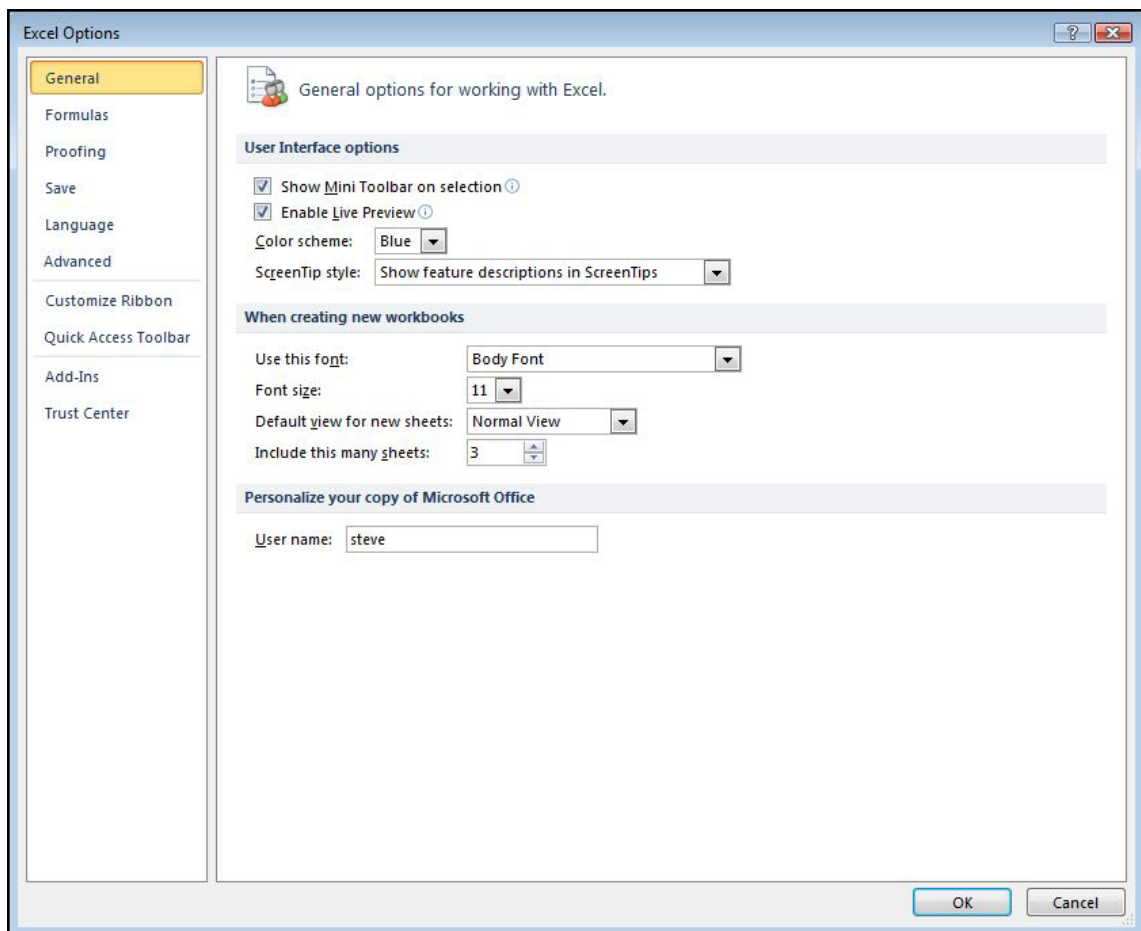 Excel Options
General
Formulas
Proofing
Save
Language
Advanced
Customize Ribbon
Quick Access Toolbar
Add-Ins
Trust Center
General options for working with Excel.
User Interface options
Show Mini Toolbar on selection
Enable Live Preview
Color scheme: Blue
ScreenTip style: Show feature descriptions in ScreenTips
When creating new workbooks
Use this font: Body Font
Font size: 11
Default view for new sheets: Normal View
Include this many sheets: 3
Personalize your copy of Microsoft Office
User name: steve
OK Cancel